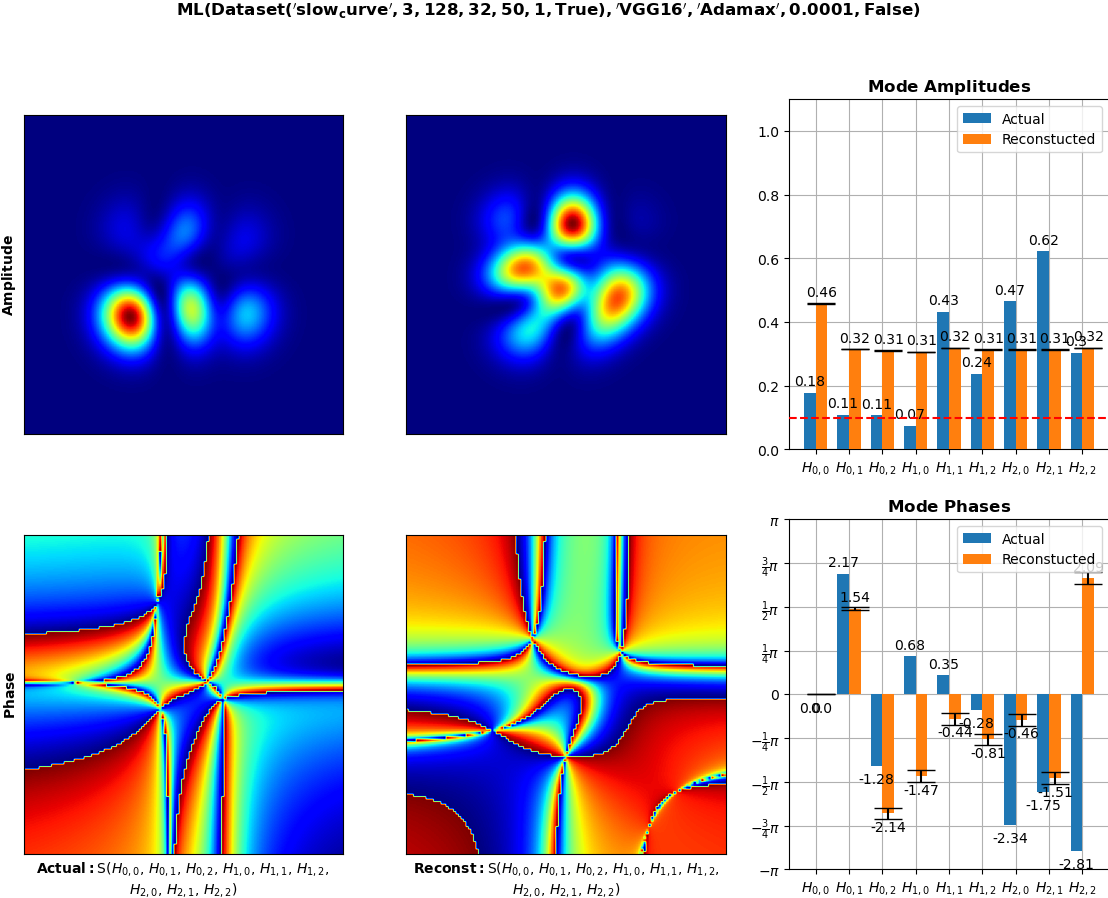 ML(Dataset('slow_curve', 3, 128, 32, 50, 1, True), 'VGG16', 'Adamax', 0.0001, False)
Amplitude
Mode Amplitudes
Actual
Reconstucted
1.0
0.8
0.6
0.4
0.2
0.0
0.18
0.46
0.11
0.32
0.11
0.31
0.07
0.31
0.43
0.32
0.24
0.31
0.47
0.31
0.62
0.31
0.3
0.32
H0,0 H0,1 H0,2 H1,0 H1,1 H1,2 H2,0 H2,1 H2,2
Phase
Actual: S(H0,0, H0,1, H0,2, H1,0, H1,1, H1,2,
H2,0, H2,1, H2,2)
Reconst: S(H0,0, H0,1, H0,2, H1,0, H1,1, H1,2,
H2,0, H2,1, H2,2)
Mode Phases
Actual
Reconstucted
π
3/4π
1/2π
1/4π
0
−1/4π
−1/2π
−3/4π
−π
0.0
0.0
2.17
1.54
-1.28
-2.14
0.68
-1.47
0.35
-0.44
-0.28
-0.81
-2.34
-0.46
-1.75
-1.51
-2.81
H0,0 H0,1 H0,2 H1,0 H1,1 H1,2 H2,0 H2,1 H2,2